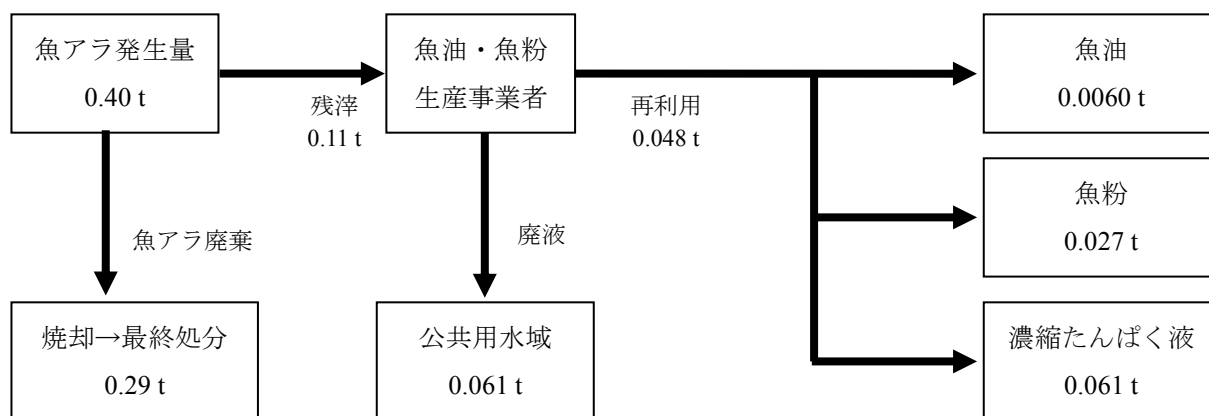 魚アラ発生量
0.40 t
残滓
0.11 t
魚油・魚粉
生産事業者
再利用
0.048 t
魚油
0.0060 t
魚粉
0.027 t
魚アラ廃棄
廃液
焼却→最終処分
0.29 t
公共用水域
0.061 t
濃縮たんぱく液
0.061 t